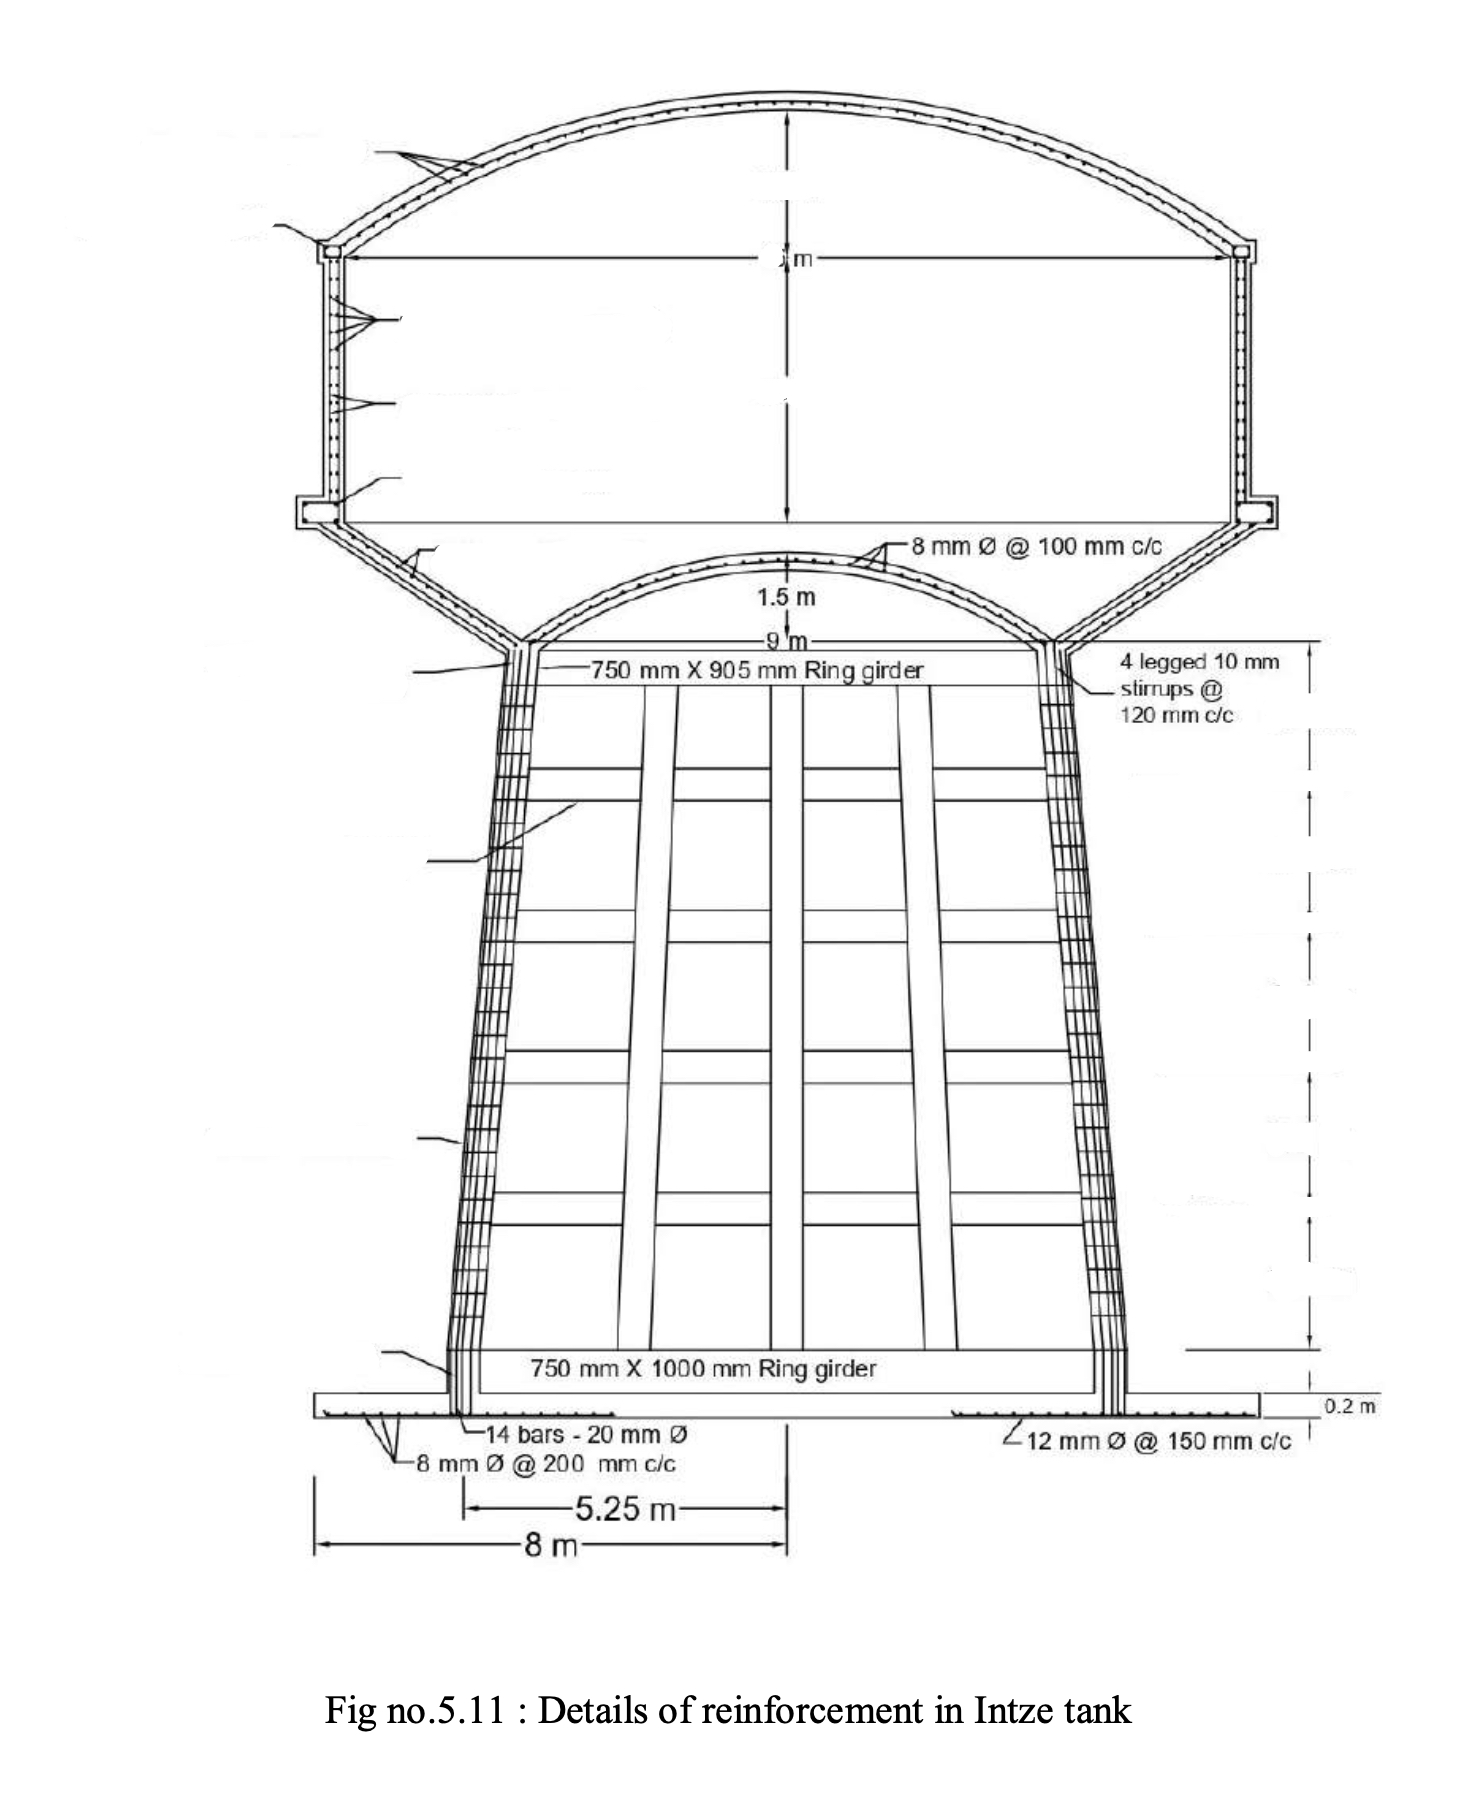 m
8 mm Ø @ 100 mm c/c
1.5 m
9 m
750 mm X 905 mm Ring girder
4 legged 10 mm
stirrups @
120 mm c/c
750 mm X 1000 mm Ring girder
0.2 m
14 bars - 20 mm Ø
12 mm Ø @ 150 mm c/c
8 mm Ø @ 200 mm c/c
5.25 m
8 m
Fig no.5.11 : Details of reinforcement in Intze tank